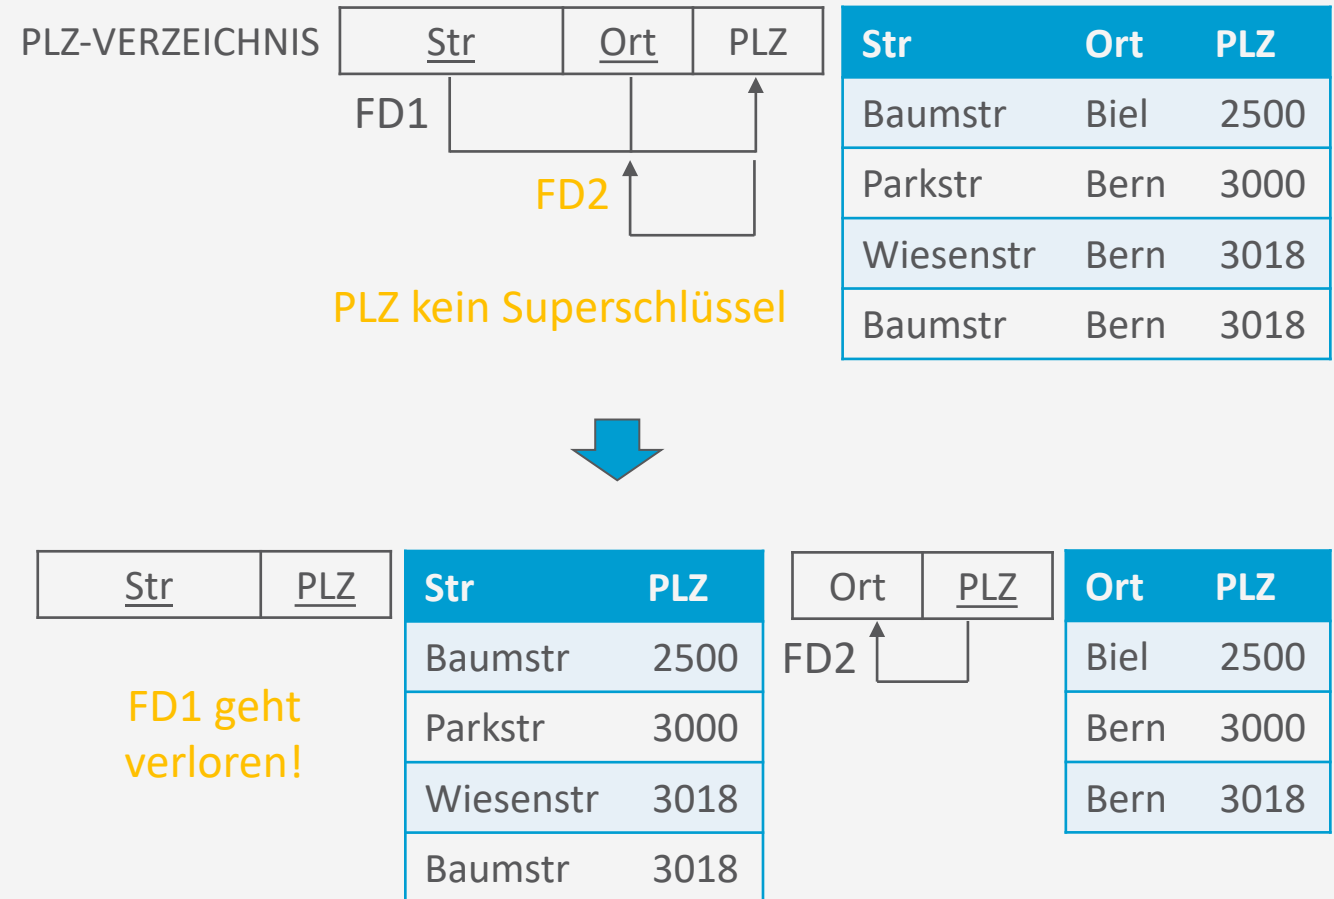 PLZ-VERZEICHNIS Str Ort PLZ
FD1
FD2
PLZ kein Superschlüssel
Str Ort PLZ
Baumstr Biel 2500
Parkstr Bern 3000
Wiesenstr Bern 3018
Baumstr Bern 3018
Str PLZ
FD1 geht
verloren!
Str PLZ
Baumstr 2500
Parkstr 3000
Wiesenstr 3018
Baumstr 3018
Ort PLZ
FD2
Ort PLZ
Biel 2500
Bern 3000
Bern 3018